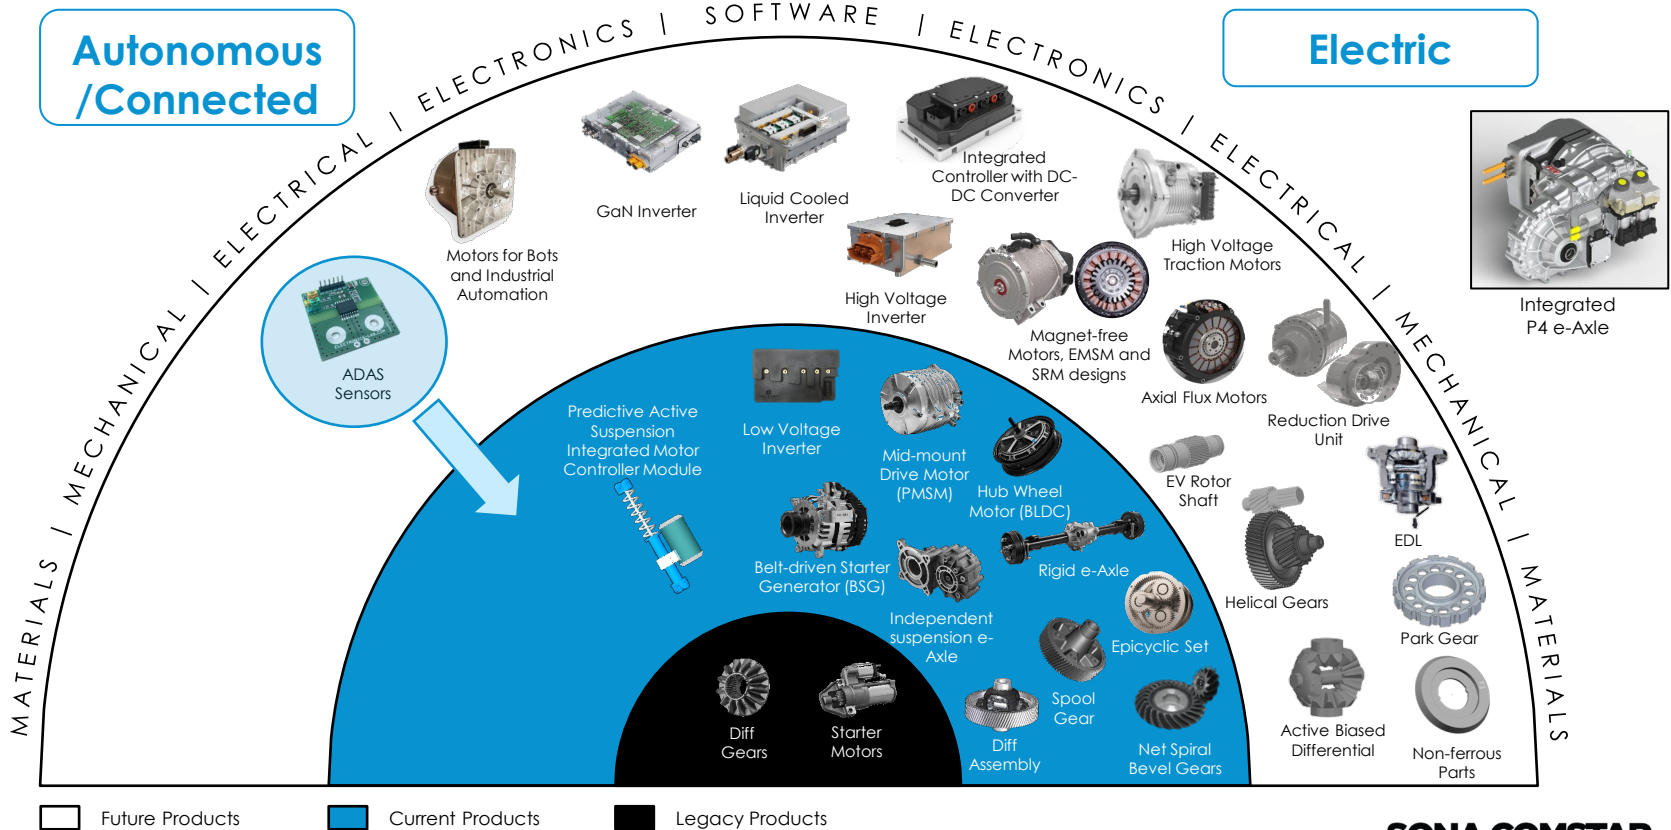 Autonomous
/Connected
Electric
MATERIALS | MECHANICAL | ELECTRICAL | ELECTRONICS | SOFTWARE | ELECTRONICS | ELECTRICAL | MECHANICAL | MATERIALS
Motors for Bots
and Industrial
Automation
GaN Inverter
Liquid Cooled
Inverter
Integrated
Controller with DC-
DC Converter
High Voltage
Inverter
High Voltage
Traction Motors
Magnet-free
Motors, EMSM and
SRM designs
Axial Flux Motors
Reduction Drive
Unit
Integrated
P4 e-Axle
ADAS
Sensors
EV Rotor
Shaft
EDL
Helical Gears
Park Gear
Active Biased
Differential
Non-ferrous
Parts
Predictive Active
Suspension
Integrated Motor
Controller Module
Low Voltage
Inverter
Mid-mount
Drive Motor
(PMSM)
Hub Wheel
Motor (BLDC)
Belt-driven Starter
Generator (BSG)
Rigid e-Axle
Independent
suspension e-
Axle
Epicyclic Set
Spool
Gear
Diff
Assembly
Net Spiral
Bevel Gears
Diff
Gears
Starter
Motors
Future Products
Current Products
Legacy Products
SONA COMSTAR